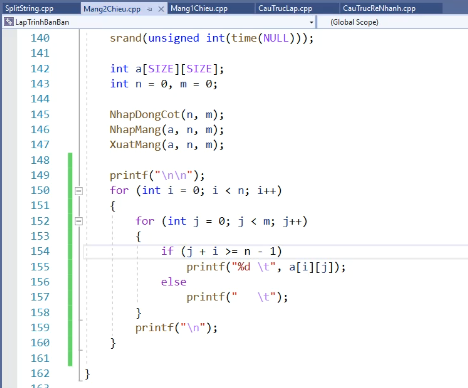 SplitString.cpp Mang2Chieu.cpp Mang1Chieu.cpp CauTrucLap.cpp CauTrucReNhanh.cpp
LapTrinhBanBan (Global Scope)
140 srand(unsigned int(time(NULL)));
141
142 int a[SIZE][SIZE];
143 int n = 0, m = 0;
144
145 NhapDongCot(n, m);
146 NhapMang(a, n, m);
147 XuatMang(a, n, m);
148
149 printf("\n\n");
150 for (int i = 0; i < n; i++)
151 {
152 for (int j = 0; j < m; j++)
153 {
154 if (j + i >= n - 1)
155 printf("%d \t", a[i][j]);
156 else
157 printf("   \t");
158 }
159 printf("\n");
160 }
161
162 }
163